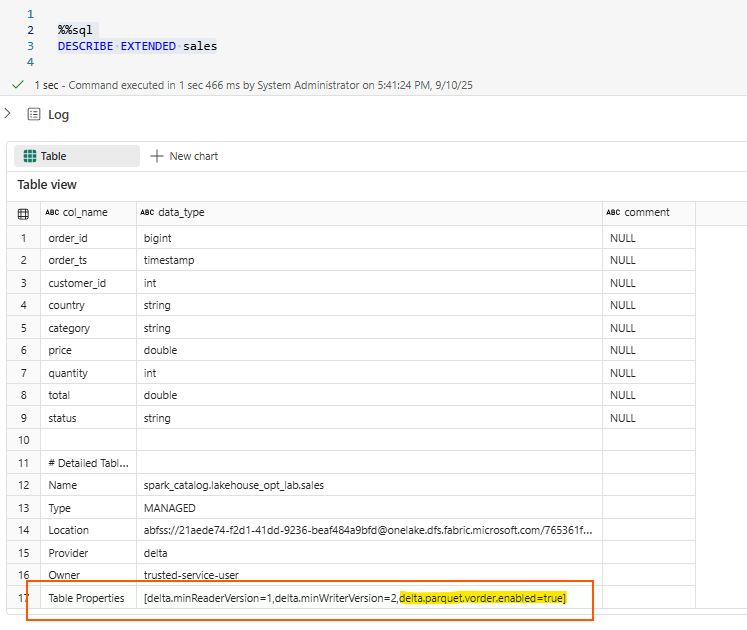 1
2 %%sql
3 DESCRIBE EXTENDED sales
4
1 sec - Command executed in 1 sec 466 ms by System Administrator on 5:41:24 PM, 9/10/25
Log
Table New chart
Table view
ABC col_name ABC data_type ABC comment
1 order_id bigint NULL
2 order_ts timestamp NULL
3 customer_id int NULL
4 country string NULL
5 category string NULL
6 price double NULL
7 quantity int NULL
8 total double NULL
9 status string NULL
10
11 # Detailed Tabl...
12 Name spark_catalog.lakehouse_opt_lab.sales
13 Type MANAGED
14 Location abfss://21aede74-f2d1-41dd-9236-beaf484a9bfd@onelake.dfs.fabric.microsoft.com/765361f...
15 Provider delta
16 Owner trusted-service-user
17 Table Properties [delta.minReaderVersion=1,delta.minWriterVersion=2,delta.parquet.vorder.enabled=true]